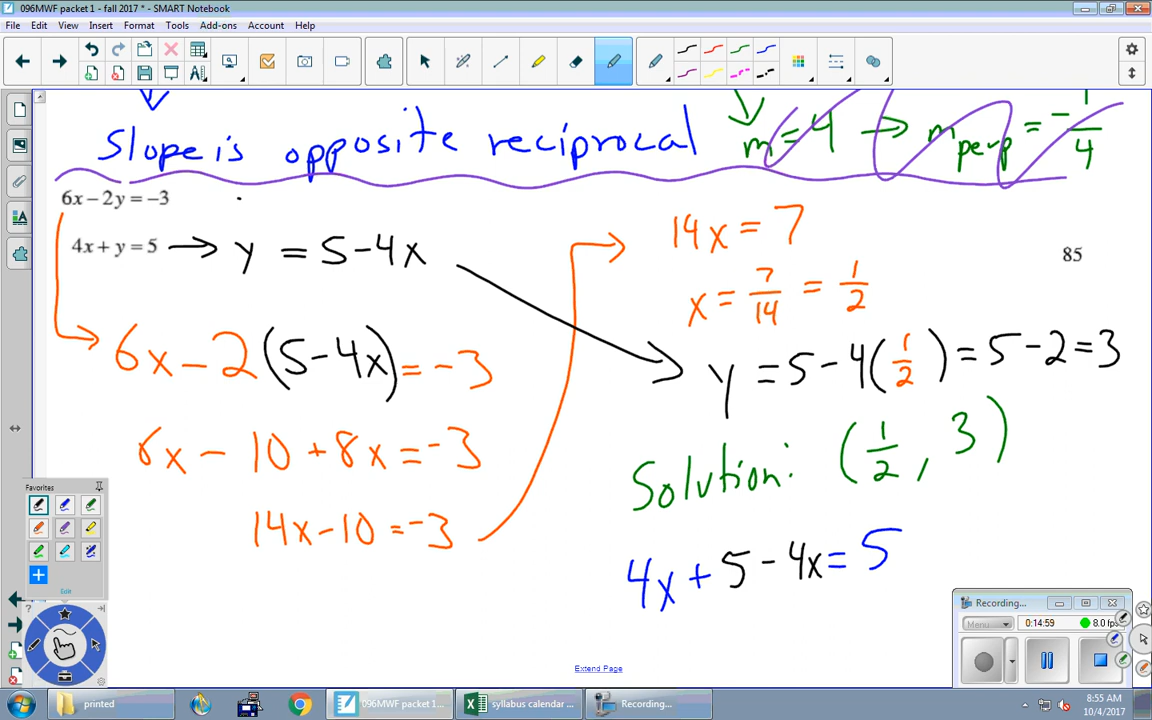 096MWF packet 1 - fall 2017 * - SMART Notebook
File Edit View Insert Format Tools Add-ons Account Help
Slope is opposite reciprocal
m = 4 → m perp = -1/4
6x − 2y = −3
4x + y = 5 → y = 5 - 4x
85
6x - 2(5 - 4x) = -3
6x - 10 + 8x = -3
14x - 10 = -3
14x = 7
x = 7/14 = 1/2
y = 5 - 4(1/2) = 5 - 2 = 3
Solution: (1/2, 3)
4x + 5 - 4x = 5
Favorites
Edit
Extend Page
Recording...
Menu
0:14:59
8.0 fps
printed
096MWF packet 1...
syllabus calendar ...
Recording...
8:55 AM
10/4/2017